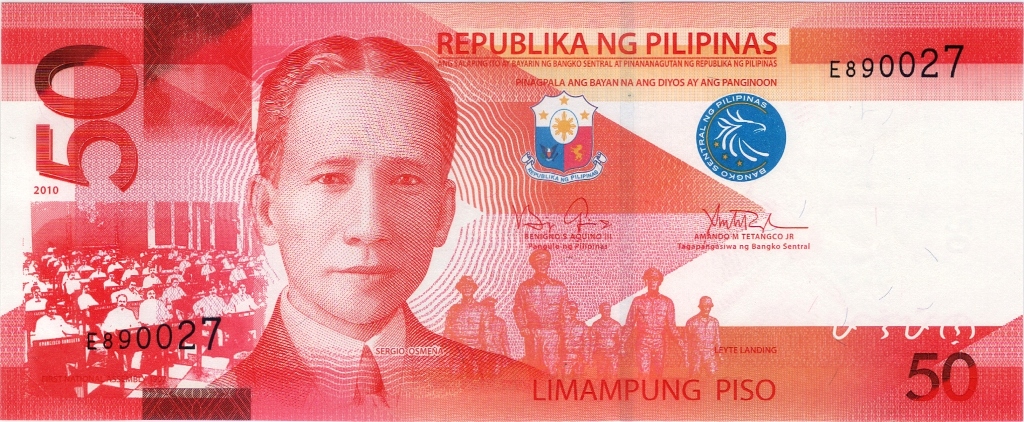 50
2010
REPUBLIKA NG PILIPINAS
ANG SALAPING ITO AY BAYARIN NG BANGKO SENTRAL AT PINANANAGUTAN NG REPUBLIKA NG PILIPINAS
PINAGPALA ANG BAYAN NA ANG DIYOS AY ANG PANGINOON
E890027
REPUBLIKA NG PILIPINAS
BANGKO SENTRAL NG PILIPINAS
BENIGNO S AQUINO III
Pangulo ng Pilipinas
AMANDO M TETANGCO JR
Tagapangasiwa ng Bangko Sentral
E890027
SERGIO OSMEÑA
LEYTE LANDING
FIRST NATIONAL ASSEMBLY
LIMAMPUNG PISO
50